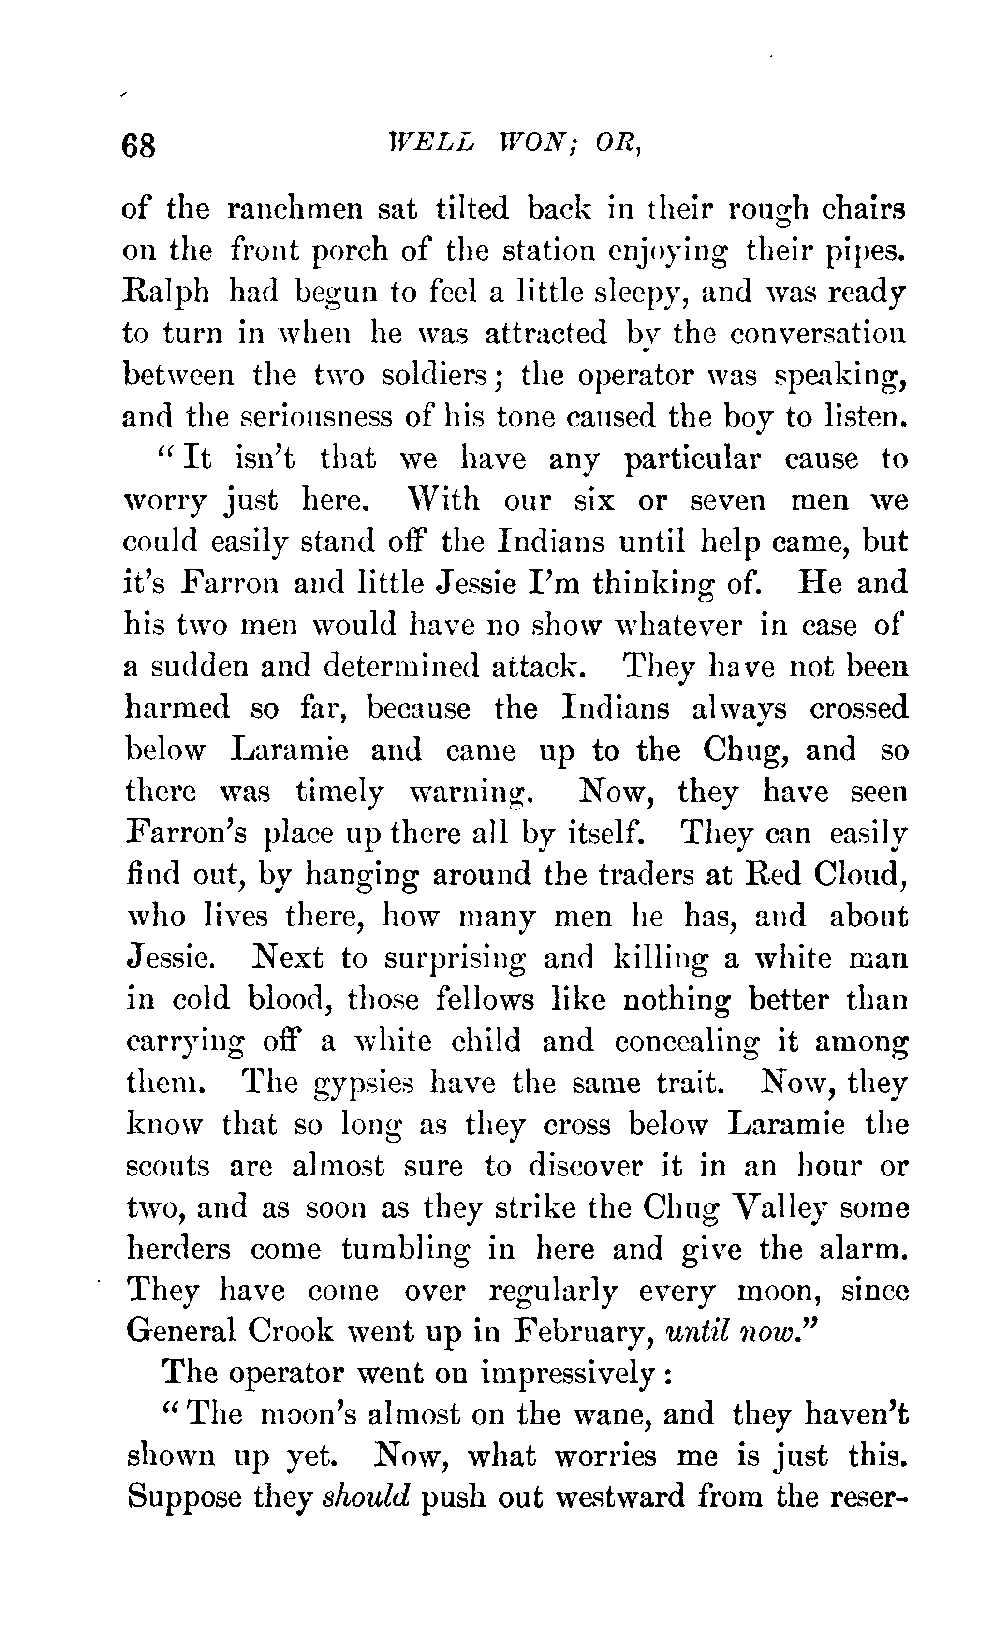 68 WELL WON; OR,
of the ranchmen sat tilted back in their rough chairs
on the front porch of the station enjoying their pipes.
Ralph had begun to feel a little sleepy, and was ready
to turn in when he was attracted by the conversation
between the two soldiers; the operator was speaking,
and the seriousness of his tone caused the boy to listen.
"It isn't that we have any particular cause to
worry just here. With our six or seven men we
could easily stand off the Indians until help came, but
it's Farron and little Jessie I'm thinking of. He and
his two men would have no show whatever in case of
a sudden and determined attack. They have not been
harmed so far, because the Indians always crossed
below Laramie and came up to the Chug, and so
there was timely warning. Now, they have seen
Farron's place up there all by itself. They can easily
find out, by hanging around the traders at Red Cloud,
who lives there, how many men he has, and about
Jessie. Next to surprising and killing a white man
in cold blood, those fellows like nothing better than
carrying off a white child and concealing it among
them. The gypsies have the same trait. Now, they
know that so long as they cross below Laramie the
scouts are almost sure to discover it in an hour or
two, and as soon as they strike the Chug Valley some
herders come tumbling in here and give the alarm.
They have come over regularly every moon, since
General Crook went up in February, until now."
The operator went on impressively:
"The moon's almost on the wane, and they haven't
shown up yet. Now, what worries me is just this.
Suppose they should push out westward from the reser-